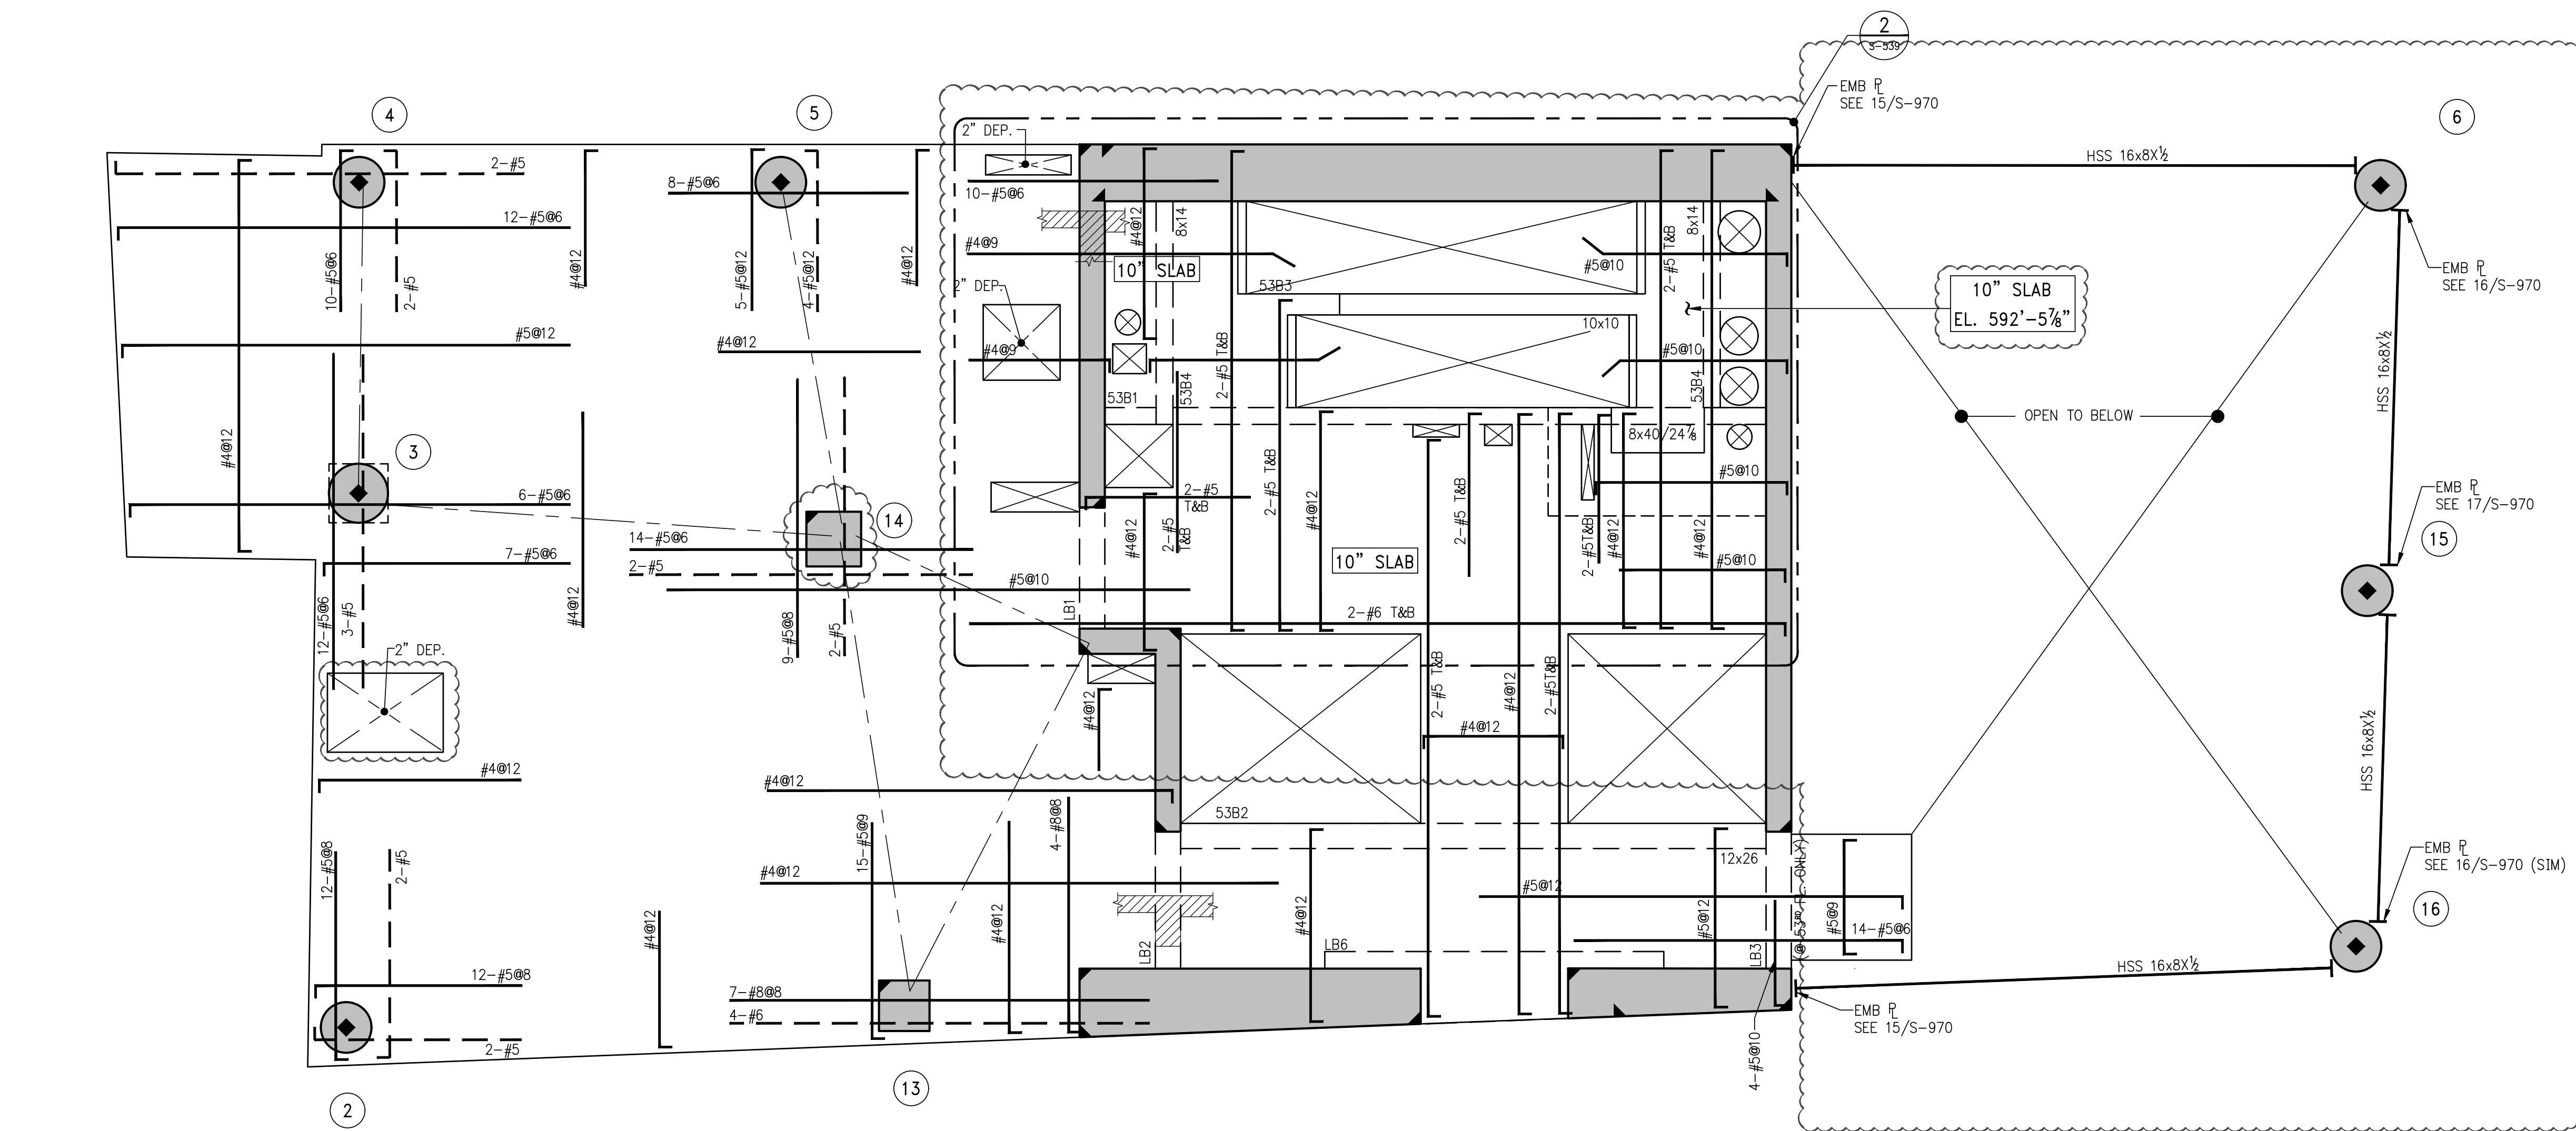 2
S-539
EMB PL
SEE 15/S-970
4
5
6
2" DEP.
2-#5
HSS 16x8X½
8-#5@6
10-#5@6
12-#5@6
#4@12
8x14
8x14
#4@9
2-#5 T&B
#5@10
10-#5@6
2-#5
#4@12
5-#5@12
4-#5@12
#4@12
10" SLAB
2" DEP.
53B3
10" SLAB
EL. 592'-5⅞"
EMB PL
SEE 16/S-970
#5@12
#4@12
#4@9
10x10
#5@10
2-#5 T&B
HSS 16x8X½
53B1
53B4
53B4
OPEN TO BELOW
#4@12
3
8x40/24⅞
#5@10
6-#5@6
2-#5
T&B
EMB PL
SEE 17/S-970
14
15
#4@12
2-#5
T&B
2-#5 T&B
#4@12
2-#5 T&B
2-#5T&B
#4@12
#4@12
14-#5@6
7-#5@6
2-#5
10" SLAB
#5@10
#5@10
12-#5@6
3-#5
#4@12
9-#5@8
2-#5
LB1
2-#6 T&B
2" DEP.
#4@12
2-#5 T&B
#4@12
2-#5T&B
#4@12
HSS 16x8X½
#4@12
#4@12
53B2
12-#5@8
2-#5
15-#5@9
4-#8@8
12x26
EMB PL
SEE 16/S-970 (SIM)
#4@12
#5@12
16
#4@12
#4@12
LB2
#4@12
LB6
#5@12
LB3
(@ 53RD FL. ONLY)
#5@9
14-#5@6
12-#5@8
HSS 16x8X½
7-#8@8
4-#6
EMB PL
SEE 15/S-970
2-#5
4-#5@10
13
2